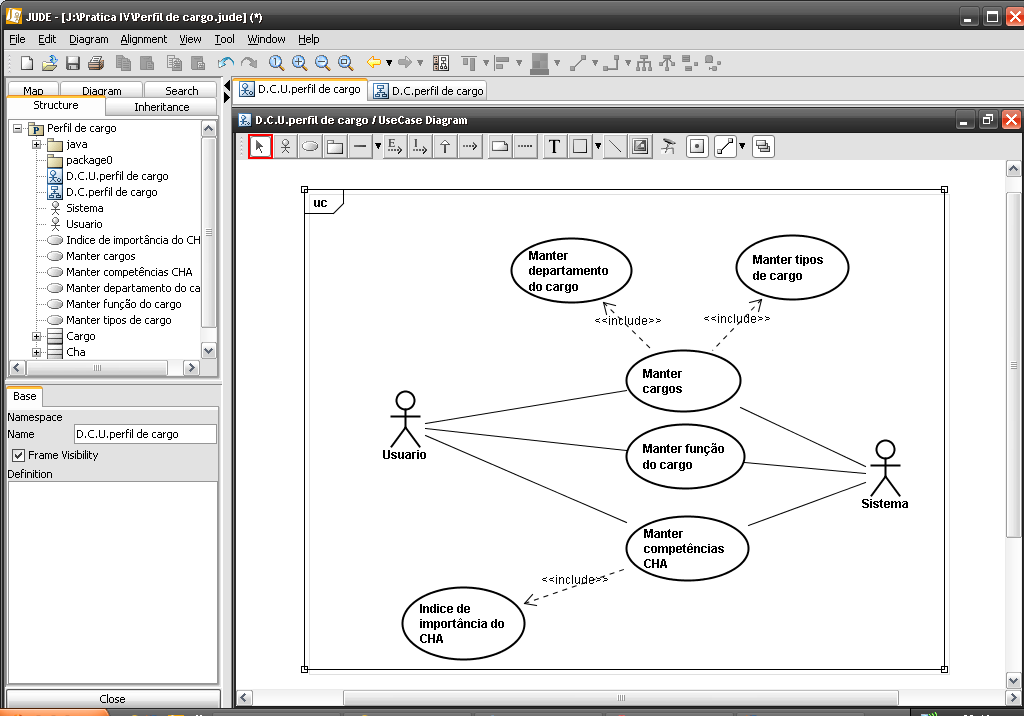 JUDE - [J:\Pratica IV\Perfil de cargo.jude] (*)
File Edit Diagram Alignment View Tool Window Help
Map Diagram Search
Structure Inheritance
Perfil de cargo
java
package0
D.C.U.perfil de cargo
D.C.perfil de cargo
Sistema
Usuario
Indice de importância do CH
Manter cargos
Manter competências CHA
Manter departamento do ca
Manter função do cargo
Manter tipos de cargo
Cargo
Cha
Base
Namespace
Name D.C.U.perfil de cargo
Frame Visibility
Definition
Close
D.C.U.perfil de cargo D.C.perfil de cargo
D.C.U.perfil de cargo / UseCase Diagram
T
uc
Manter
departamento
do cargo
Manter tipos
de cargo
<<include>>
<<include>>
Manter
cargos
Usuario
Manter função
do cargo
Sistema
Manter
competências
CHA
<<include>>
Indice de
importância do
CHA